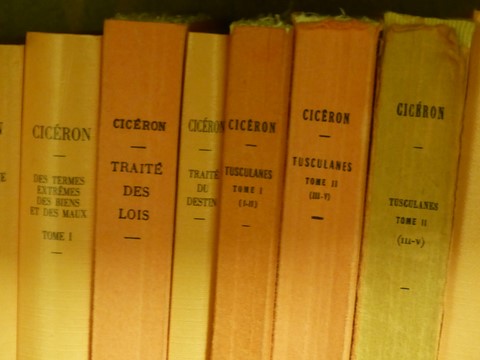 CICÉRON
DES TERMES
EXTRÊMES
DES BIENS
ET DES MAUX
TOME I
CICÉRON
TRAITÉ
DES
LOIS
CICÉRON
TRAITÉ
DU
DESTIN
CICÉRON
TUSCULANES
TOME I
(I-II)
CICÉRON
TUSCULANES
TOME II
(III-V)
CICÉRON
TUSCULANES
TOME II
(III-V)